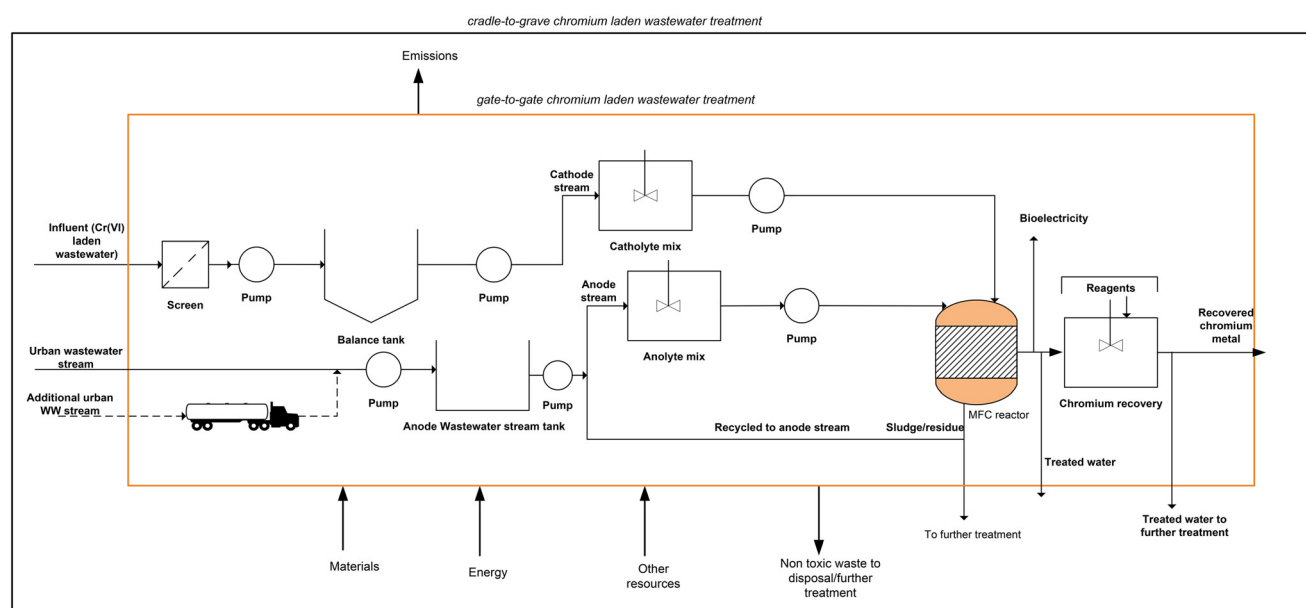 cradle-to-grave chromium laden wastewater treatment
Emissions
gate-to-gate chromium laden wastewater treatment
Cathode
stream
Catholyte mix
Pump
Influent (Cr(VI)
laden
wastewater)
Screen
Pump
Balance tank
Pump
Anode
stream
Anolyte mix
Pump
Bioelectricity
Reagents
Recovered
chromium
metal
Chromium recovery
MFC reactor
Urban wastewater
stream
Additional urban
WW stream
Pump
Anode Wastewater stream tank
Pump
Recycled to anode stream
Sludge/residue
Treated water
To further treatment
Treated water to
further treatment
Materials
Energy
Other
resources
Non toxic waste to
disposal/further
treatment